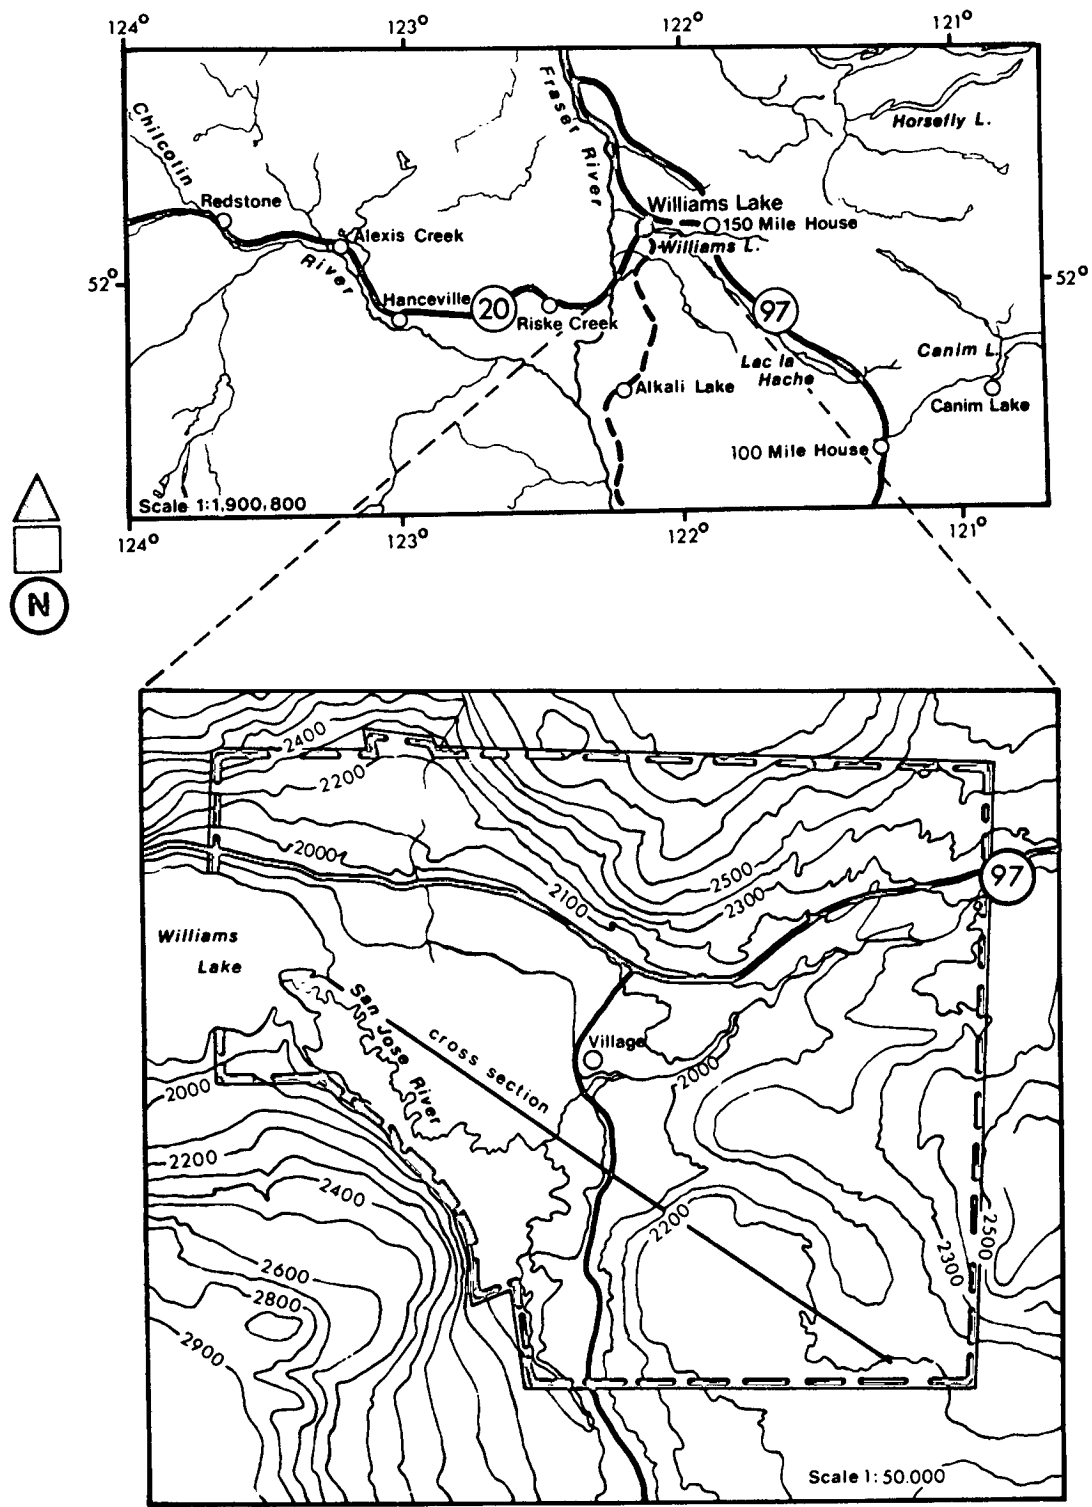 124° 123° 122° 121°
Chilcotin
Fraser River
Horsefly L.
Redstone
Williams Lake
150 Mile House
Alexis Creek
Williams L.
River
52° 52°
Hanceville
20
97
Riske Creek
Canim L.
Lac la
Hache
Alkali Lake
Canim Lake
100 Mile House
Scale 1:1,900,800
124° 123° 122° 121°
N
2400
2200
2000
2500
97
2300
2100
Williams
Lake
San Jose River
cross section
Village
2000
2000
2200
2400
2200
2500
2300
2600
2800
2900
Scale 1:50.000